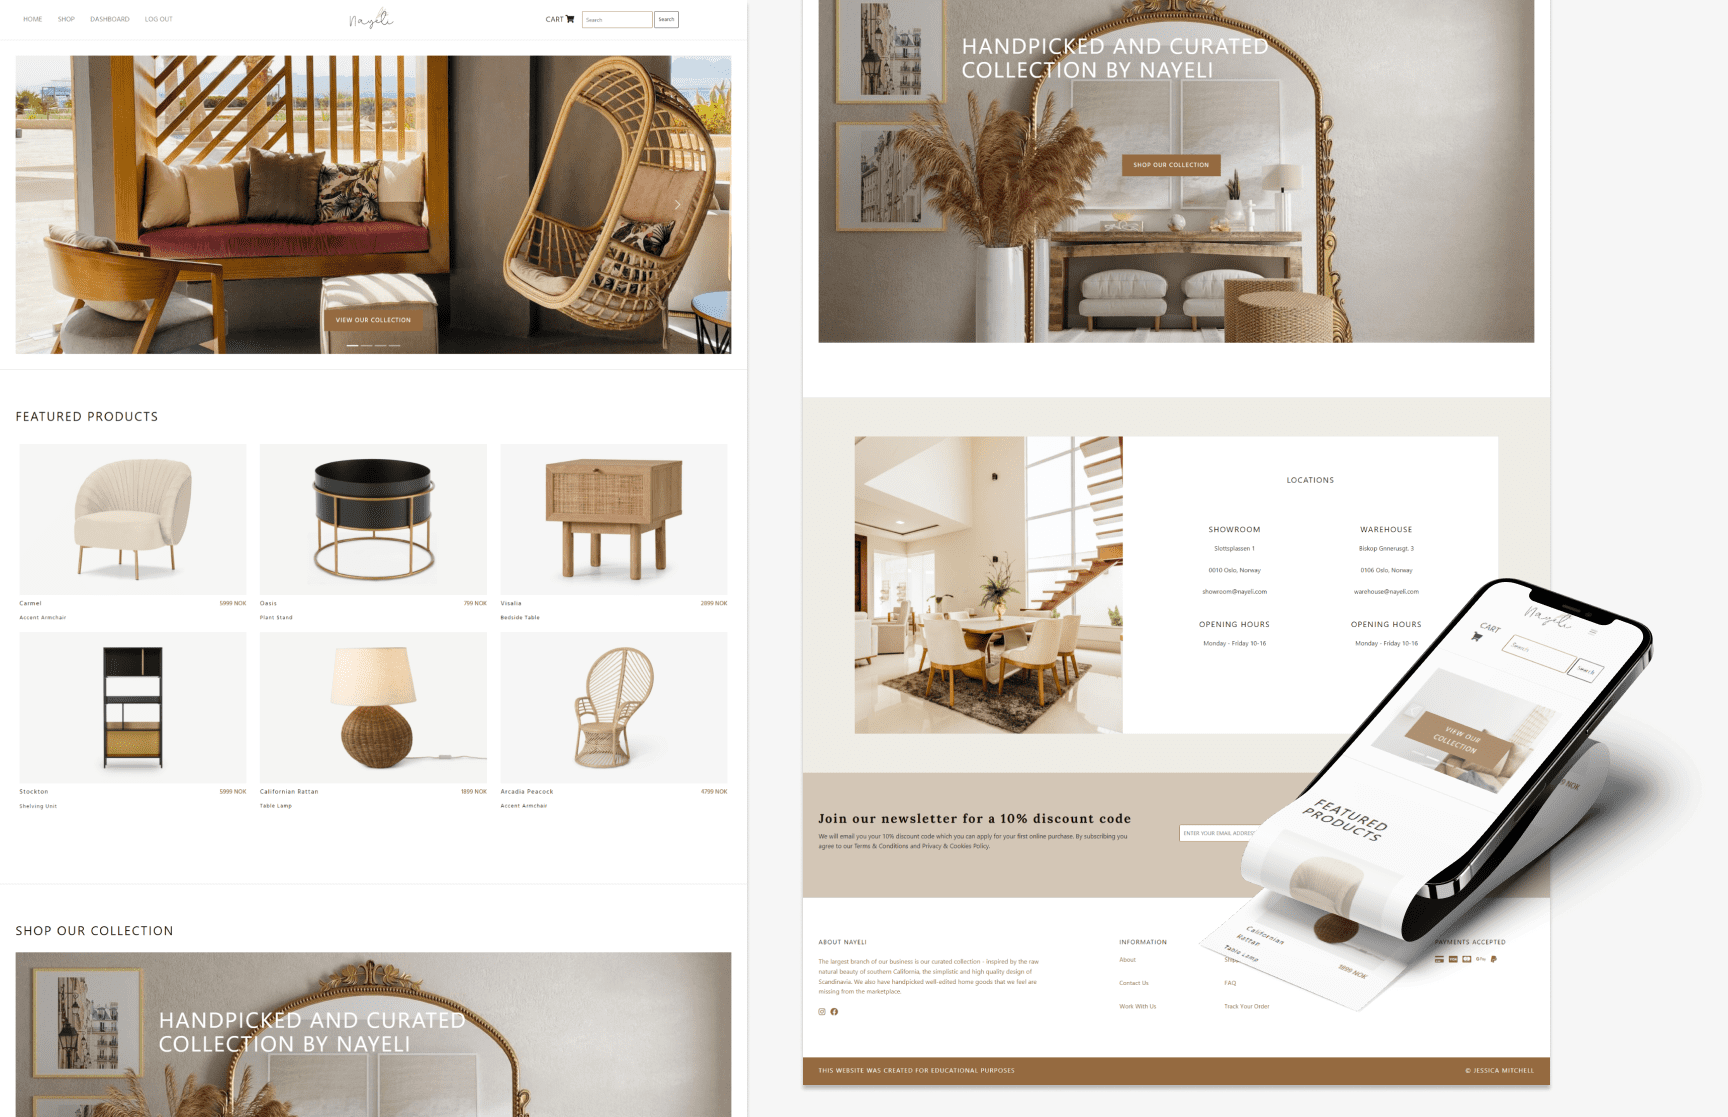 HOME SHOP DASHBOARD LOG OUT
Nayeli
CART Search Search
VIEW OUR COLLECTION
FEATURED PRODUCTS
Carmel 5999 NOK
Accent Armchair
Oasis 799 NOK
Plant Stand
Visalia 2899 NOK
Bedside Table
Stockton 5999 NOK
Shelving Unit
Californian Rattan 1899 NOK
Table Lamp
Arcadia Peacock 4799 NOK
Accent Armchair
SHOP OUR COLLECTION
HANDPICKED AND CURATED
COLLECTION BY NAYELI
HANDPICKED AND CURATED
COLLECTION BY NAYELI
SHOP OUR COLLECTION
LOCATIONS
SHOWROOM
Slottsplassen 1
0010 Oslo, Norway
showroom@nayeli.com
OPENING HOURS
Monday - Friday 10-16
WAREHOUSE
Biskop Gnnerusgt. 3
0106 Oslo, Norway
warehouse@nayeli.com
OPENING HOURS
Monday - Friday 10-16
Join our newsletter for a 10% discount code
We will email you your 10% discount code which you can apply for your first online purchase. By subscribing you
agree to our Terms & Conditions and Privacy & Cookies Policy.
ENTER YOUR EMAIL ADDRESS
ABOUT NAYELI
The largest branch of our business is our curated collection - inspired by the raw
natural beauty of southern California, the simplistic and high quality design of
Scandinavia. We also have handpicked well-edited home goods that we feel are
missing from the marketplace.
INFORMATION
About
Contact Us
Work With Us
FAQ
Track Your Order
PAYMENTS ACCEPTED
THIS WEBSITE WAS CREATED FOR EDUCATIONAL PURPOSES
© JESSICA MITCHELL
Nayeli
CART
Search Search
VIEW OUR
COLLECTION
FEATURED
PRODUCTS
Californian
Rattan
Table Lamp
1899 NOK
NOK